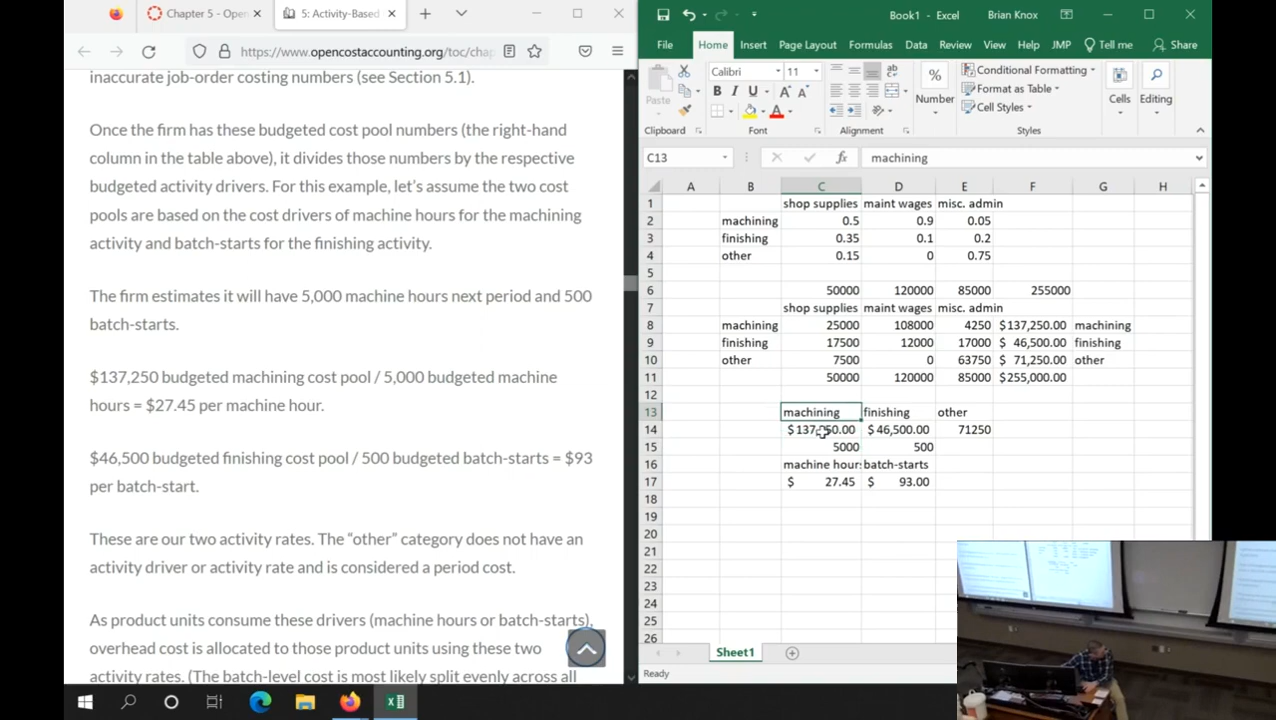 Chapter 5 - Open
5: Activity-Based
https://www.opencostaccounting.org/toc/chap
inaccurate job-order costing numbers (see Section 5.1).
Once the firm has these budgeted cost pool numbers (the right-hand
column in the table above), it divides those numbers by the respective
budgeted activity drivers. For this example, let's assume the two cost
pools are based on the cost drivers of machine hours for the machining
activity and batch-starts for the finishing activity.
The firm estimates it will have 5,000 machine hours next period and 500
batch-starts.
$137,250 budgeted machining cost pool / 5,000 budgeted machine
hours = $27.45 per machine hour.
$46,500 budgeted finishing cost pool / 500 budgeted batch-starts = $93
per batch-start.
These are our two activity rates. The “other” category does not have an
activity driver or activity rate and is considered a period cost.
As product units consume these drivers (machine hours or batch-starts),
overhead cost is allocated to those product units using these two
activity rates. (The batch-level cost is most likely split evenly across all
Book1 - Excel Brian Knox
File Home Insert Page Layout Formulas Data Review View Help JMP Tell me Share
Paste Calibri 11 Number Conditional Formatting Cells Editing
B I U Format as Table
Cell Styles
Clipboard Font Alignment Styles
C13 fx machining
A B C D E F G H
1 shop supplies maint wages misc. admin
2 machining 0.5 0.9 0.05
3 finishing 0.35 0.1 0.2
4 other 0.15 0 0.75
5
6 50000 120000 85000 255000
7 shop supplies maint wages misc. admin
8 machining 25000 108000 4250 $137,250.00 machining
9 finishing 17500 12000 17000 $ 46,500.00 finishing
10 other 7500 0 63750 $ 71,250.00 other
11 50000 120000 85000 $255,000.00
12
13 machining finishing other
14 $ 46,500.00 71250
15 5000 500
16 machine hour batch-starts
17 $ 27.45 $ 93.00
18
19
20
21
22
23
24
25
26
Sheet1
Ready